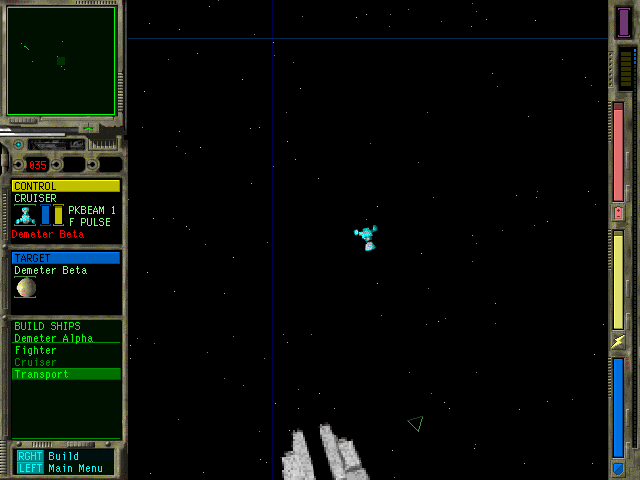 035
CONTROL
CRUISER
PKBEAM 1
F PULSE
Demeter Beta
TARGET
Demeter Beta
BUILD SHIPS
Demeter Alpha
Fighter
Cruiser
Transport
RGHT Build
LEFT Main Menu